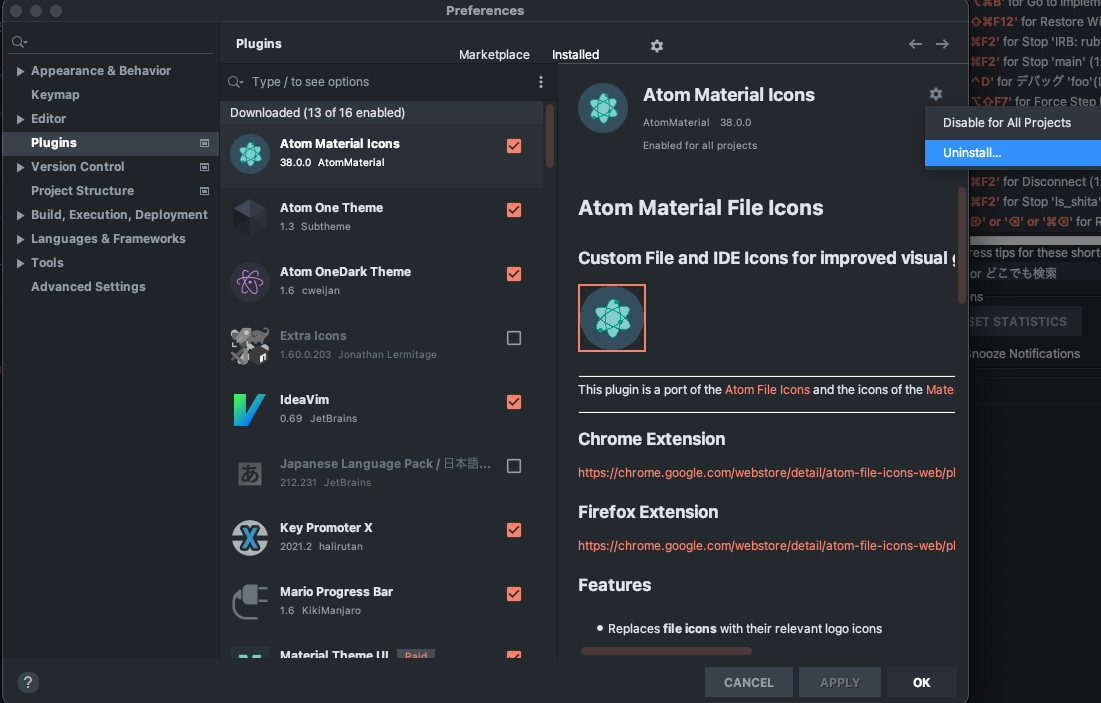 Preferences
Appearance & Behavior
Keymap
Editor
Plugins
Version Control
Project Structure
Build, Execution, Deployment
Languages & Frameworks
Tools
Advanced Settings
Plugins
Marketplace
Installed
Type / to see options
Downloaded (13 of 16 enabled)
Atom Material Icons
38.0.0 AtomMaterial
Atom One Theme
1.3 Subtheme
Atom OneDark Theme
1.6 cweijan
Extra Icons
1.60.0.203 Jonathan Lermitage
IdeaVim
0.69 JetBrains
あ
Japanese Language Pack / 日本語...
212.231 JetBrains
Key Promoter X
2021.2 halirutan
Mario Progress Bar
1.6 KikiManjaro
Material Theme UI Paid
Atom Material Icons
AtomMaterial 38.0.0
Enabled for all projects
Atom Material File Icons
Custom File and IDE Icons for improved visual g
This plugin is a port of the Atom File Icons and the icons of the Mate
Chrome Extension
https://chrome.google.com/webstore/detail/atom-file-icons-web/pl
Firefox Extension
https://chrome.google.com/webstore/detail/atom-file-icons-web/pl
Features
• Replaces file icons with their relevant logo icons
?
CANCEL
APPLY
OK
Disable for All Projects
Uninstall...
⌥⌘B' for Go to Impleme
⇧⌘F12' for Restore Wi
⌘F2' for Stop 'IRB: rub
⌘F2' for Stop 'main' (1
⌃D' for デバッグ 'foo'(D
⌥⇧F7' for Force Step I
⌘F2' for Disconnect (1
⌘F2' for Stop 'ls_shita'
⌦' or '⌫' or '⌘⌫' for R
ress tips for these shortc
or どこでも検索
ns
SET STATISTICS
Snooze Notifications